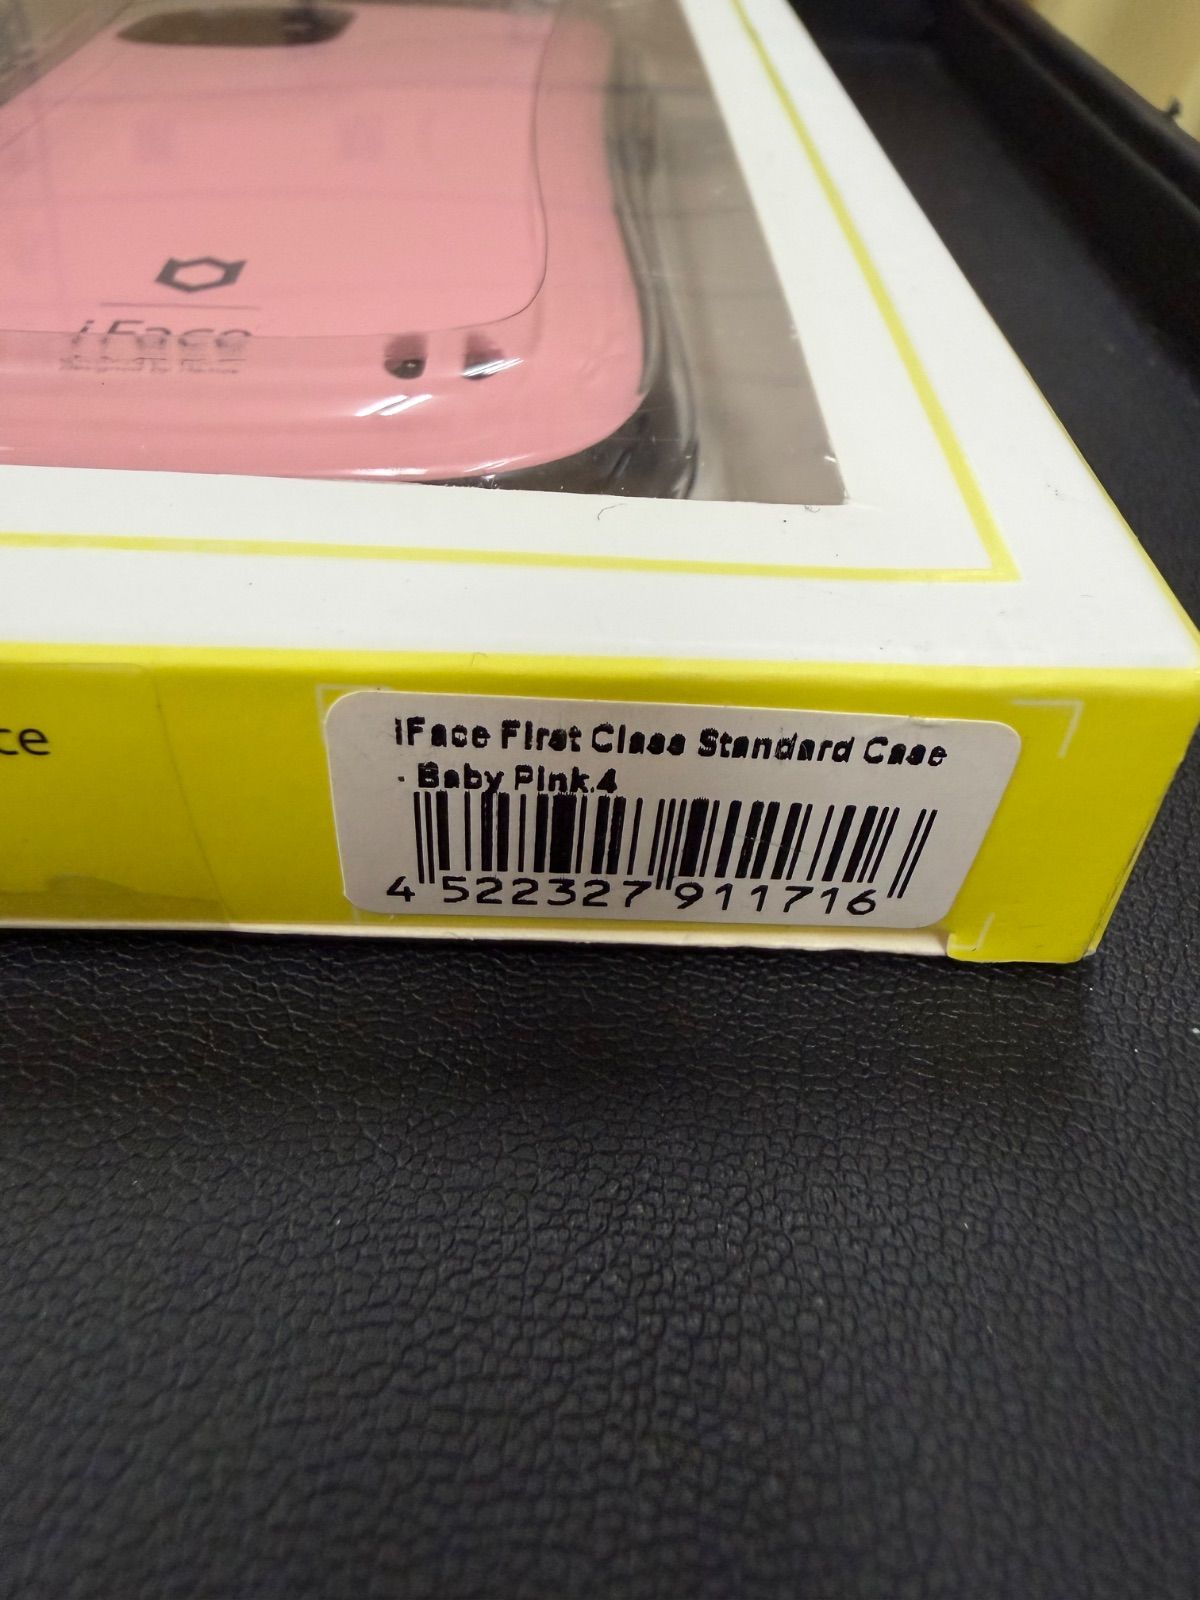 iFace
ce
iFace First Class Standard Case
- Baby Pink.4
4 522327 911716